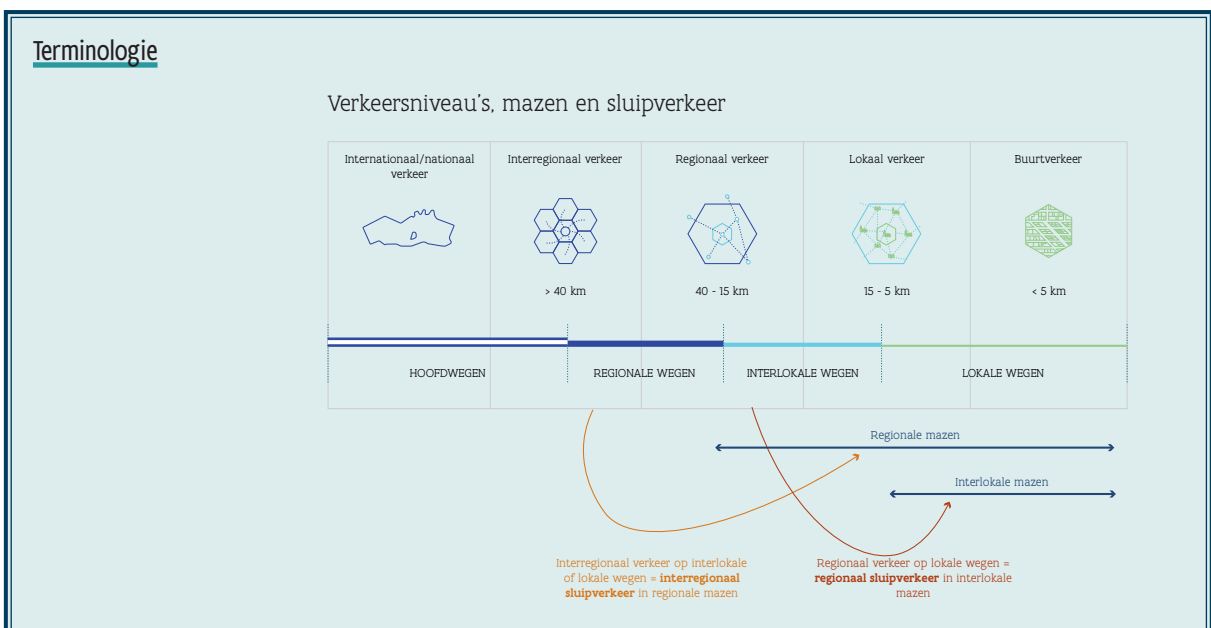 Terminologie
Verkeersniveau's, mazen en sluipverkeer
Internationaal/nationaal
verkeer
Interregionaal verkeer
Regionaal verkeer
Lokaal verkeer
Buurtverkeer
> 40 km
40 - 15 km
15 - 5 km
< 5 km
HOOFDWEGEN
REGIONALE WEGEN
INTERLOKALE WEGEN
LOKALE WEGEN
Regionale mazen
Interlokale mazen
Interregionaal verkeer op interlokale
of lokale wegen = interregionaal
sluipverkeer in regionale mazen
Regionaal verkeer op lokale wegen =
regionaal sluipverkeer in interlokale
mazen